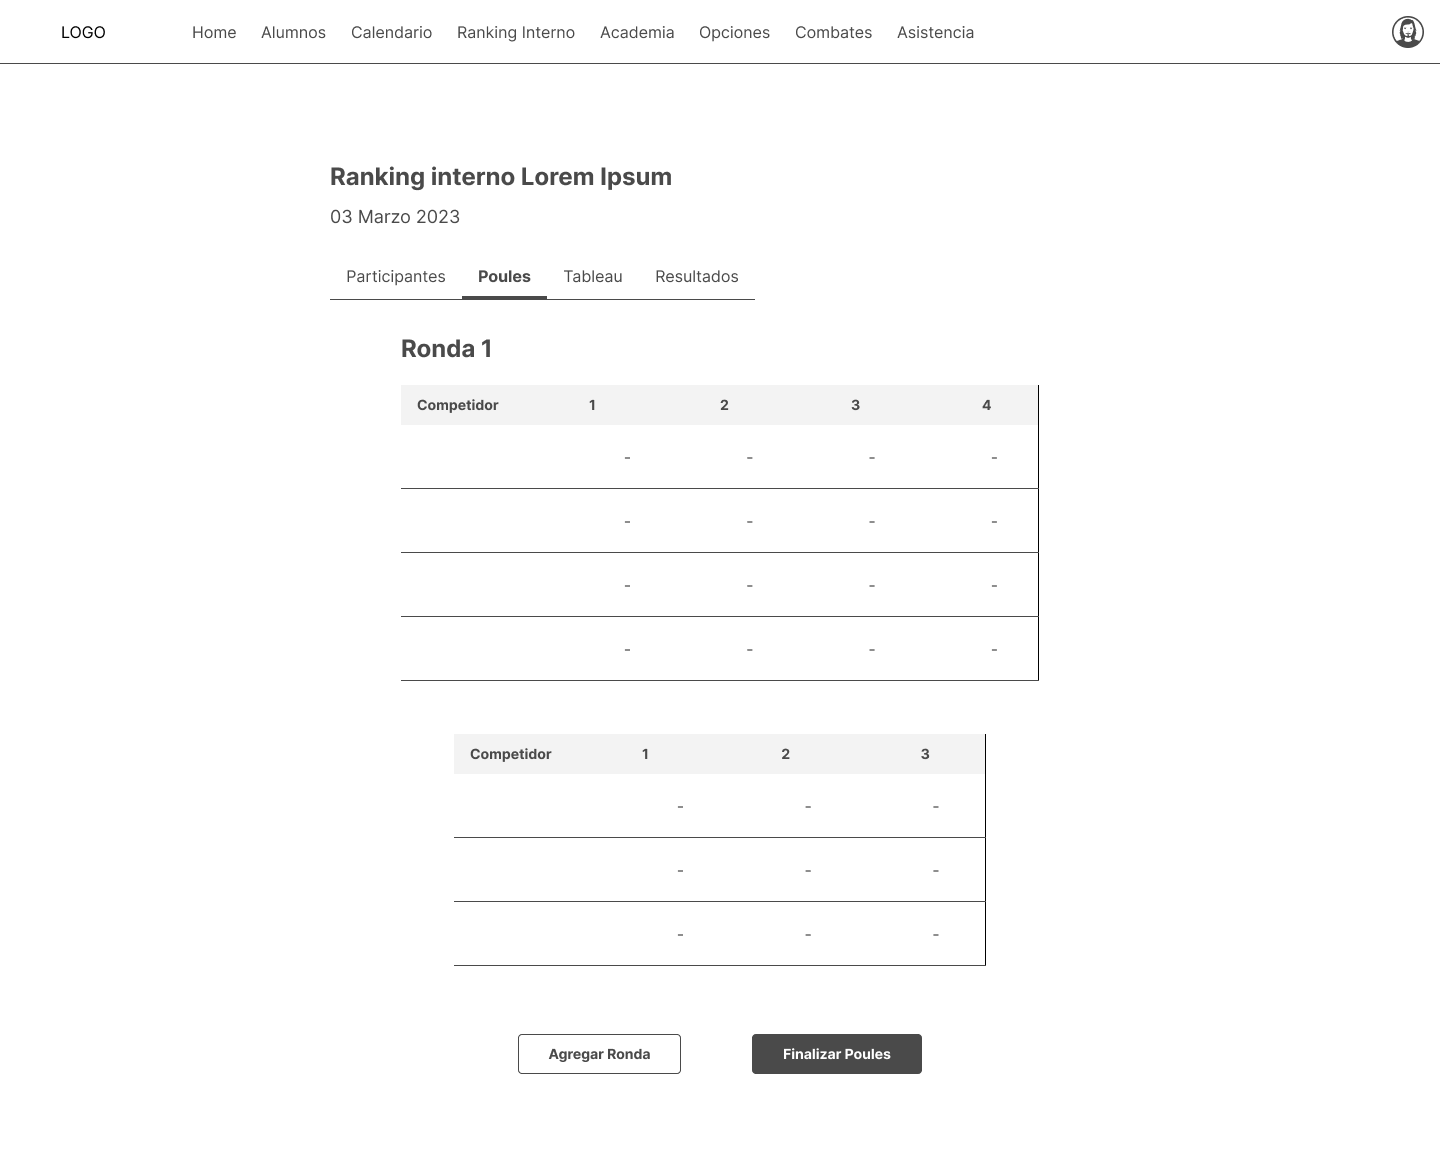 LOGO Home Alumnos Calendario Ranking Interno Academia Opciones Combates Asistencia
Ranking interno Lorem Ipsum
03 Marzo 2023
Participantes Poules Tableau Resultados
Ronda 1
Competidor 1 2 3 4
- - - -
- - - -
- - - -
- - - -
Competidor 1 2 3
- - -
- - -
- - -
Agregar Ronda Finalizar Poules